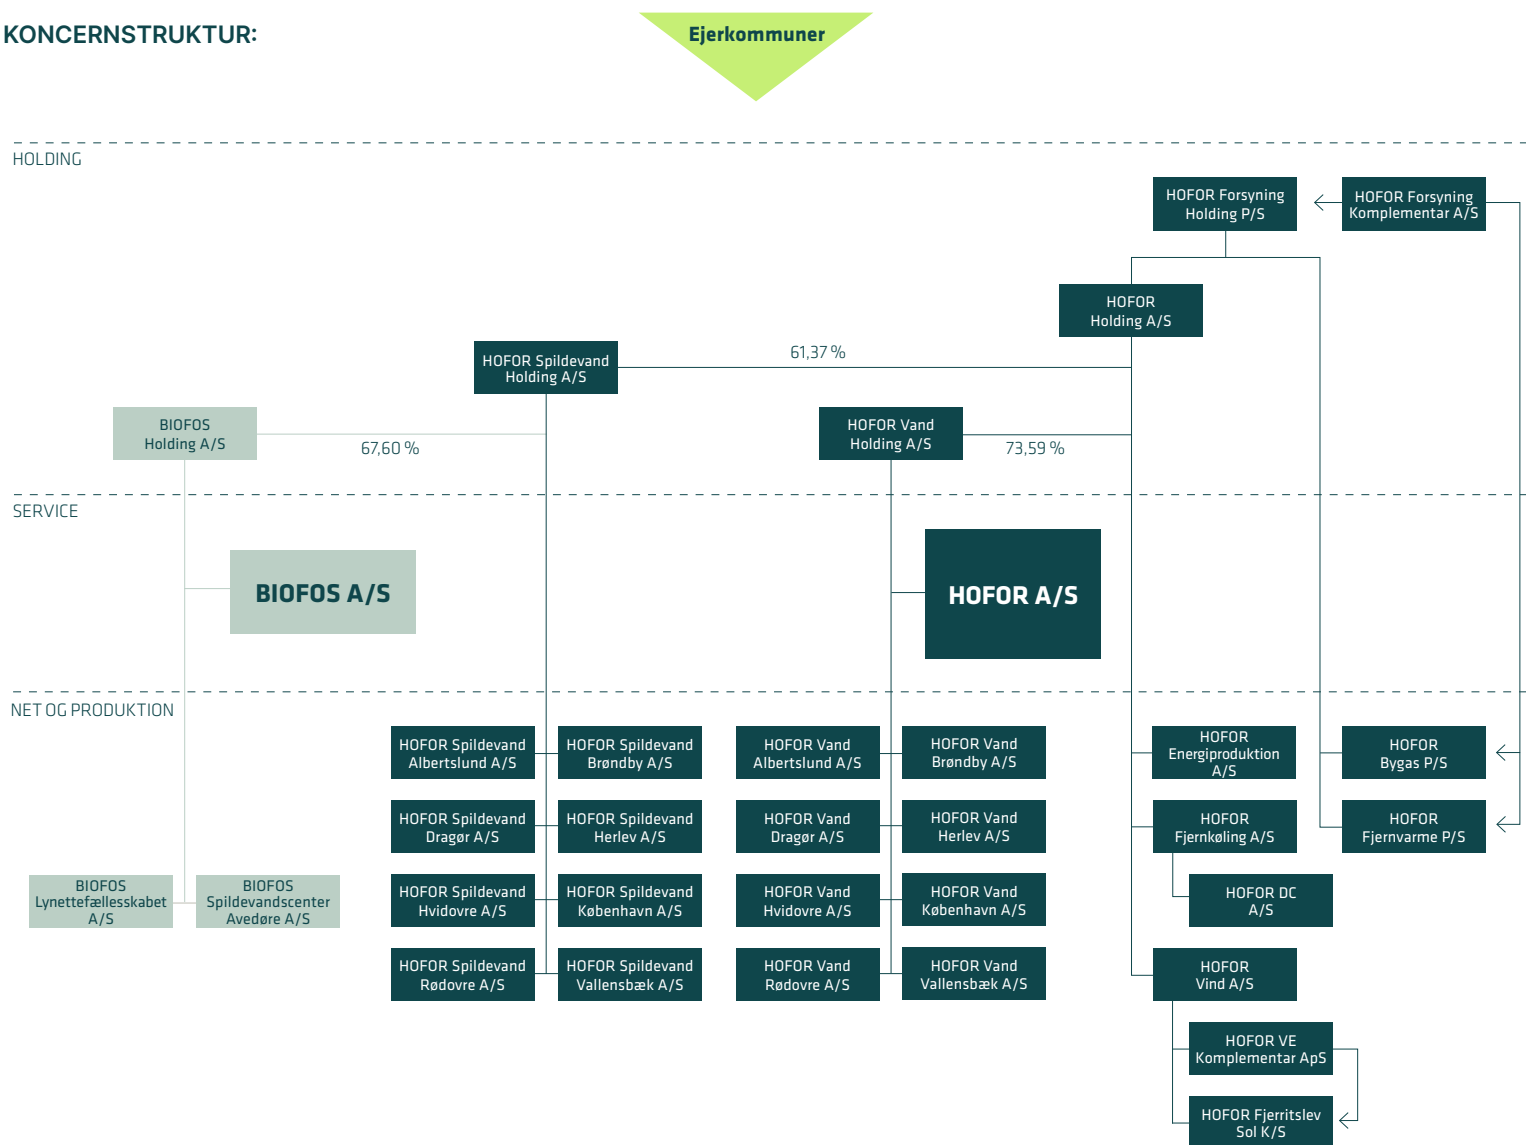 KONCERNSTRUKTUR:
Ejerkommuner
HOLDING
HOFOR Forsyning
Holding P/S
HOFOR Forsyning
Komplementar A/S
HOFOR
Holding A/S
HOFOR Spildevand
Holding A/S
61,37 %
BIOFOS
Holding A/S
67,60 %
HOFOR Vand
Holding A/S
73,59 %
SERVICE
BIOFOS A/S
HOFOR A/S
NET OG PRODUKTION
HOFOR Spildevand
Albertslund A/S
HOFOR Spildevand
Brøndby A/S
HOFOR Vand
Albertslund A/S
HOFOR Vand
Brøndby A/S
HOFOR
Energiproduktion
A/S
HOFOR
Bygas P/S
HOFOR Spildevand
Dragør A/S
HOFOR Spildevand
Herlev A/S
HOFOR Vand
Dragør A/S
HOFOR Vand
Herlev A/S
HOFOR
Fjernkøling A/S
HOFOR
Fjernvarme P/S
BIOFOS
Lynettefællesskabet
A/S
BIOFOS
Spildevandscenter
Avedøre A/S
HOFOR Spildevand
Hvidovre A/S
HOFOR Spildevand
København A/S
HOFOR Vand
Hvidovre A/S
HOFOR Vand
København A/S
HOFOR DC
A/S
HOFOR Spildevand
Rødovre A/S
HOFOR Spildevand
Vallensbæk A/S
HOFOR Vand
Rødovre A/S
HOFOR Vand
Vallensbæk A/S
HOFOR
Vind A/S
HOFOR VE
Komplementar ApS
HOFOR Fjerritslev
Sol K/S